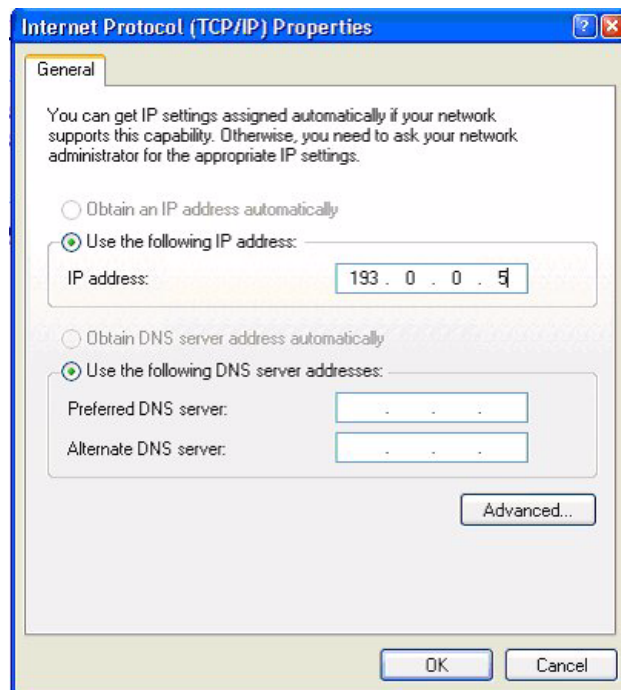 Internet Protocol (TCP/IP) Properties
General
You can get IP settings assigned automatically if your network
supports this capability. Otherwise, you need to ask your network
administrator for the appropriate IP settings.
Obtain an IP address automatically
Use the following IP address:
IP address: 193 . 0 . 0 . 5
Obtain DNS server address automatically
Use the following DNS server addresses:
Preferred DNS server: . . .
Alternate DNS server: . . .
Advanced...
OK Cancel